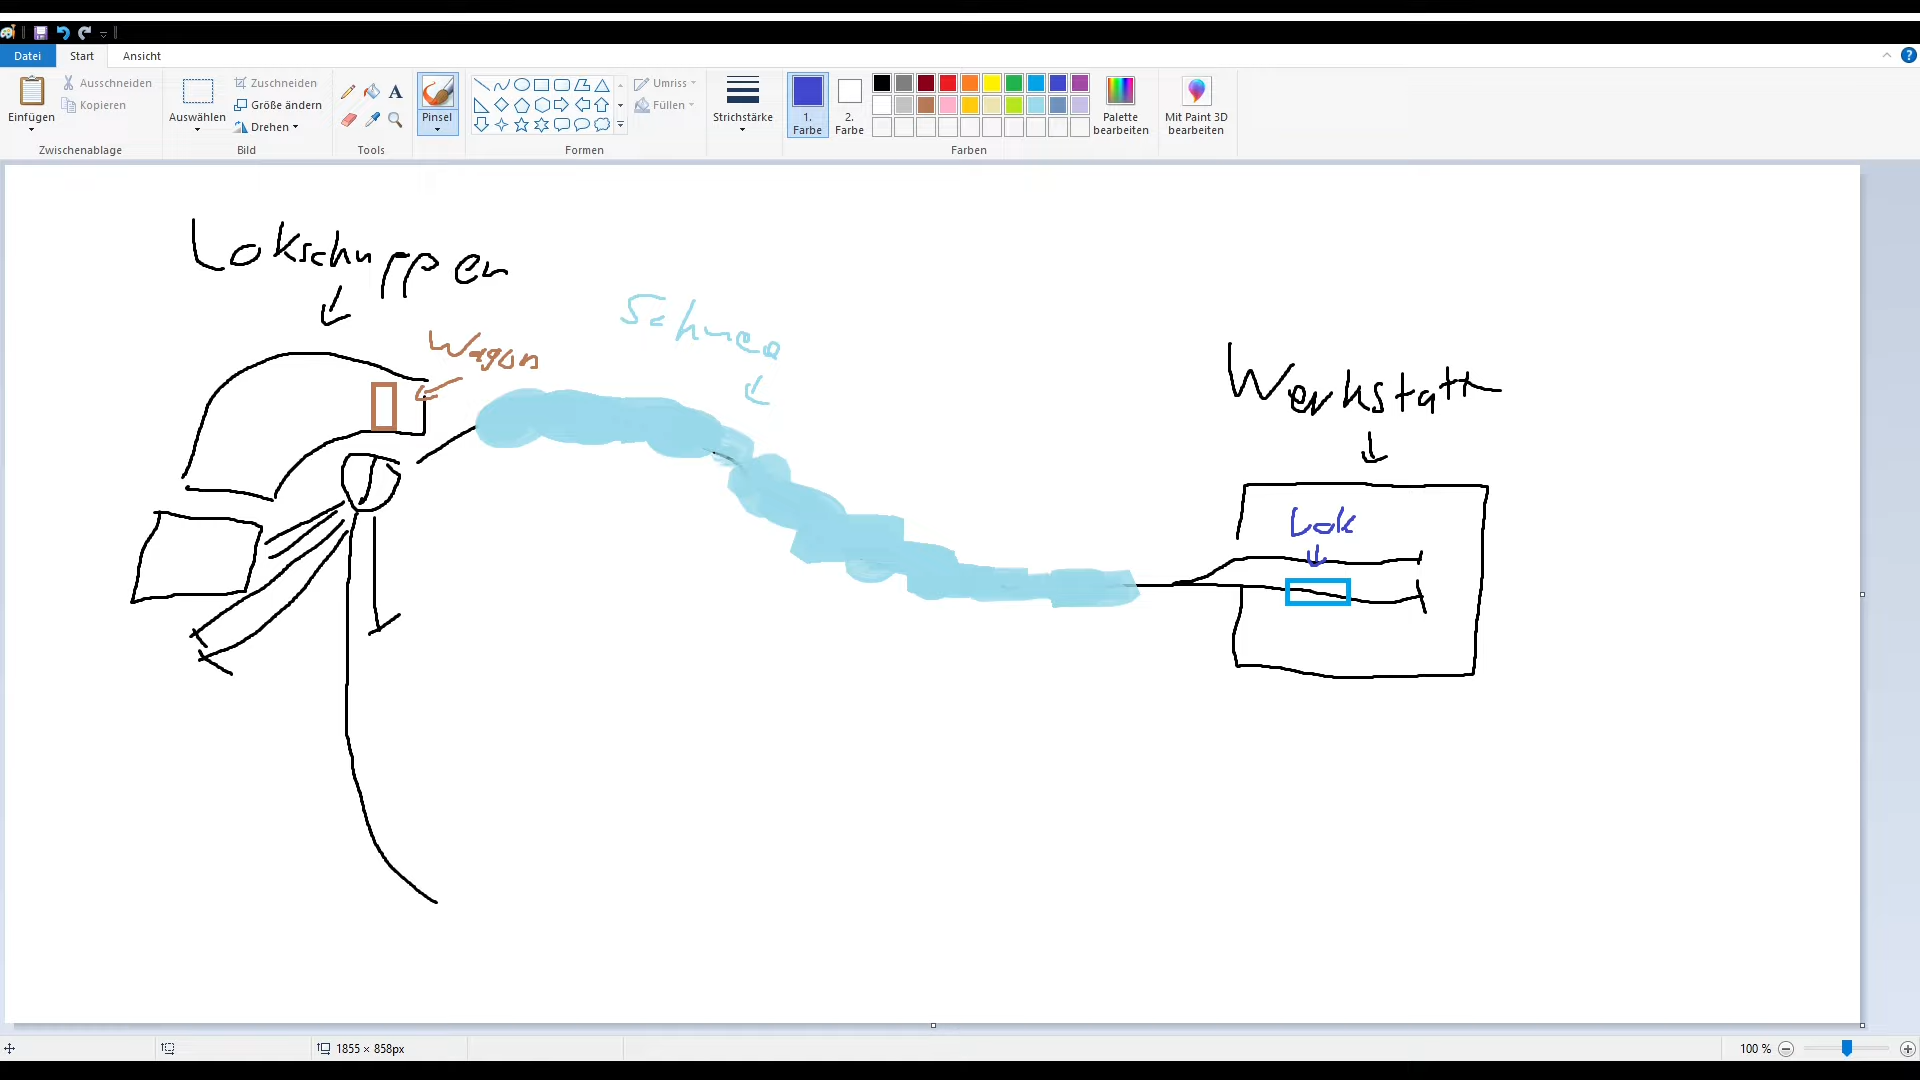 Datei Start Ansicht
Einfügen
Ausschneiden
Kopieren
Zwischenablage
Auswählen
Zuschneiden
Größe ändern
Drehen
Bild
A
Tools
Pinsel
Formen
Umriss
Füllen
Strichstärke
1.
Farbe
2.
Farbe
Farben
Palette
bearbeiten
Mit Paint 3D
bearbeiten
?
Lokschuppen
Wagon
Schnee
Werkstatt
Lok
1855 × 858px
100 %